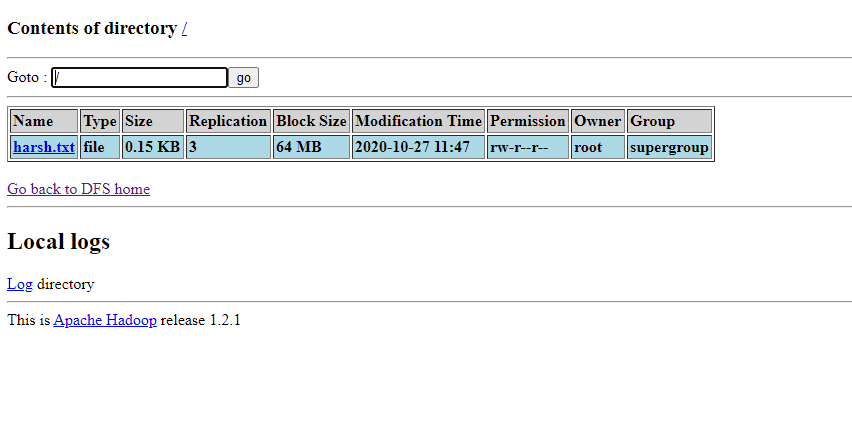 Contents of directory /
Goto : / go
Name Type Size Replication Block Size Modification Time Permission Owner Group
harsh.txt file 0.15 KB 3 64 MB 2020-10-27 11:47 rw-r--r-- root supergroup
Go back to DFS home
Local logs
Log directory
This is Apache Hadoop release 1.2.1